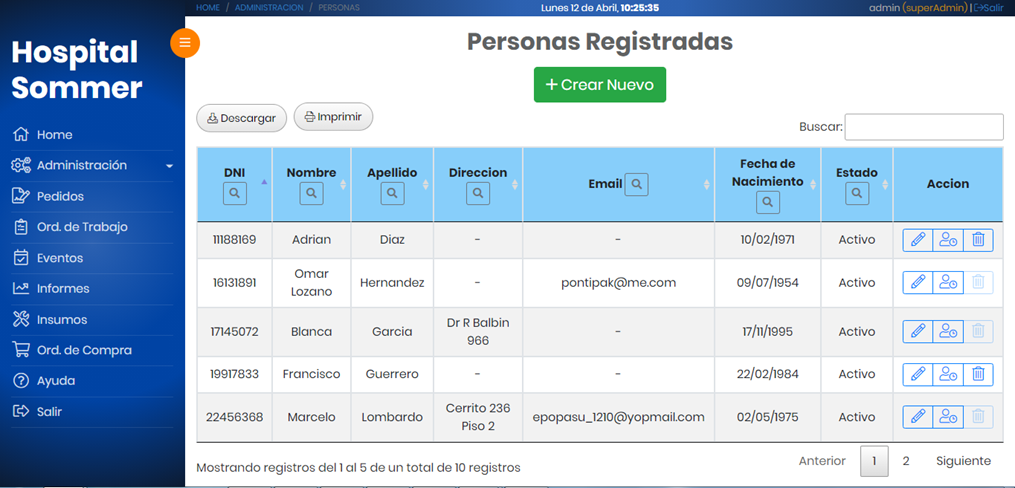 HOME / ADMINISTRACION / PERSONAS
Lunes 12 de Abril, 10:25:35
admin (superAdmin) | Salir
Hospital
Sommer
Home
Administración
Pedidos
Ord. de Trabajo
Eventos
Informes
Insumos
Ord. de Compra
Ayuda
Salir
Personas Registradas
+ Crear Nuevo
Descargar
Imprimir
Buscar:
DNI Nombre Apellido Direccion Email Fecha de Nacimiento Estado Accion
11188169 Adrian Diaz - - 10/02/1971 Activo
16131891 Omar Lozano Hernandez - pontipak@me.com 09/07/1954 Activo
17145072 Blanca Garcia Dr R Balbin 966 - 17/11/1995 Activo
19917833 Francisco Guerrero - - 22/02/1984 Activo
22456368 Marcelo Lombardo Cerrito 236 Piso 2 epopasu_1210@yopmail.com 02/05/1975 Activo
Mostrando registros del 1 al 5 de un total de 10 registros
Anterior 1 2 Siguiente